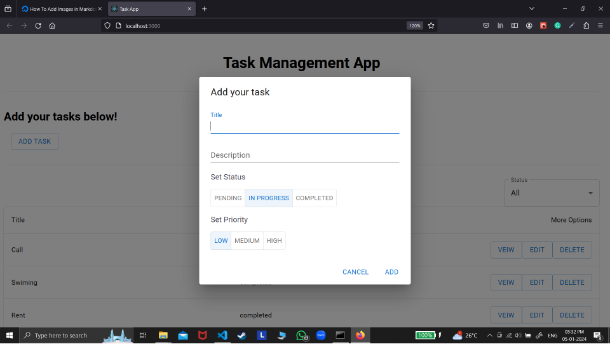 How To Add Images in Markdo
Task App
localhost:3000
120%
Task Management App
Add your tasks below!
ADD TASK
Add your task
Title
Description
Set Status
PENDING IN PROGRESS COMPLETED
Set Priority
LOW MEDIUM HIGH
CANCEL ADD
Status
All
Title More Options
Call VEIW EDIT DELETE
Swiming VEIW EDIT DELETE
Rent completed VEIW EDIT DELETE
Type here to search
100%
26°C
ENG
05:52 PM
05-01-2024